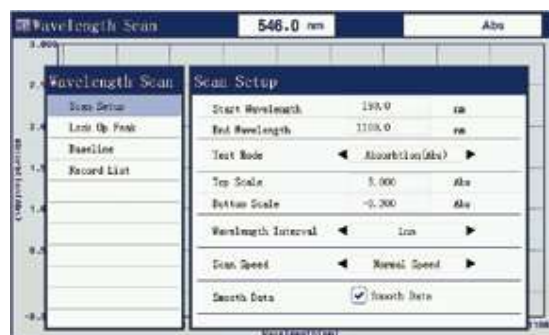 Wavelength Scan 546.0 nm Abs
Wavelength Scan
Scan Setup
Look Up Peak
Baseline
Record List
Scan Setup
Start Wavelength 190.0 nm
End Wavelength 1100.0 nm
Test Mode ◀ Absorbtion(Abs) ▶
Top Scale 3.000 Abs
Bottom Scale -0.300 Abs
Wavelength Interval ◀ 1nm ▶
Scan Speed ◀ Normal Speed ▶
Smooth Data Smooth Data